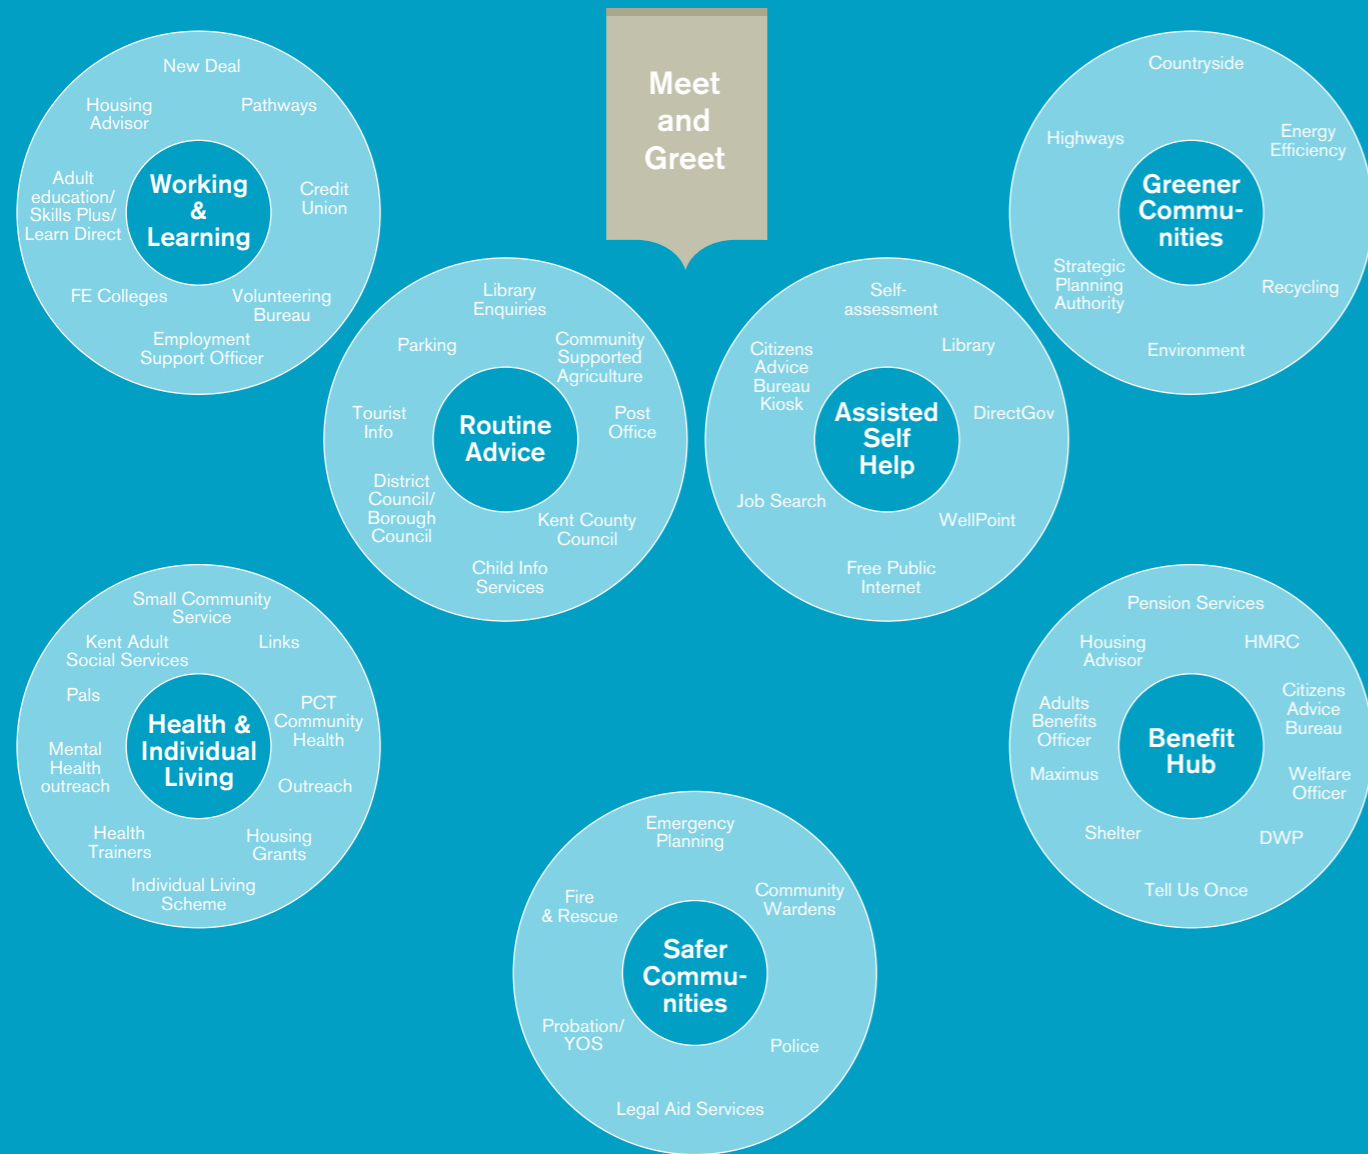 Meet
and
Greet
New Deal
Housing
Advisor
Pathways
Adult
education/
Skills Plus/
Learn Direct
Credit
Union
Working
&
Learning
FE Colleges
Volunteering
Bureau
Employment
Support Officer
Countryside
Highways
Energy
Efficiency
Greener
Commu-
nities
Strategic
Planning
Authority
Recycling
Environment
Library
Enquiries
Parking
Community
Supported
Agriculture
Tourist
Info
Post
Office
Routine
Advice
District
Council/
Borough
Council
Kent County
Council
Child Info
Services
Self-
assessment
Citizens
Advice
Bureau
Kiosk
Library
DirectGov
Assisted
Self
Help
Job Search
WellPoint
Free Public
Internet
Small Community
Service
Kent Adult
Social Services
Links
Pals
PCT
Community
Health
Health &
Individual
Living
Mental
Health
outreach
Outreach
Health
Trainers
Housing
Grants
Individual Living
Scheme
Pension Services
Housing
Advisor
HMRC
Adults
Benefits
Officer
Citizens
Advice
Bureau
Benefit
Hub
Maximus
Welfare
Officer
Shelter
DWP
Tell Us Once
Emergency
Planning
Fire
& Rescue
Community
Wardens
Safer
Commu-
nities
Probation/
YOS
Police
Legal Aid Services